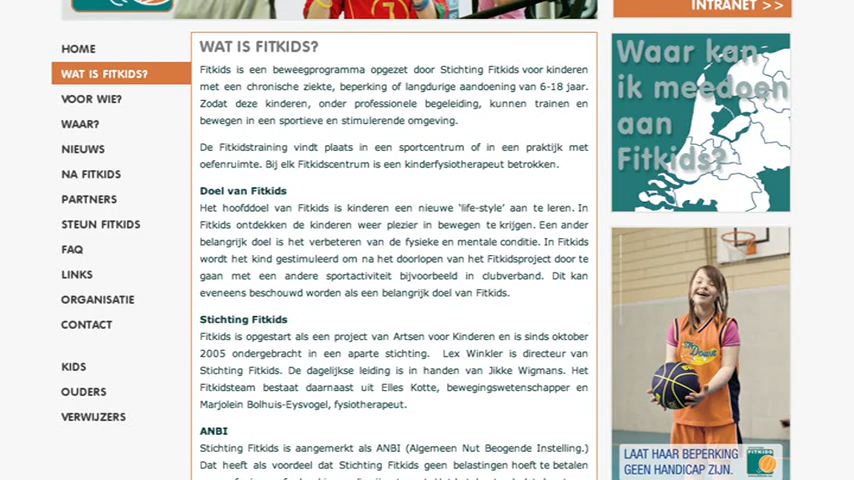 INTRANET >>
HOME
WAT IS FITKIDS?
VOOR WIE?
WAAR?
NIEUWS
NA FITKIDS
PARTNERS
STEUN FITKIDS
FAQ
LINKS
ORGANISATIE
CONTACT
KIDS
OUDERS
VERWIJZERS
WAT IS FITKIDS?
Fitkids is een beweegprogramma opgezet door Stichting Fitkids voor kinderen
met een chronische ziekte, beperking of langdurige aandoening van 6-18 jaar.
Zodat deze kinderen, onder professionele begeleiding, kunnen trainen en
bewegen in een sportieve en stimulerende omgeving.
De Fitkidstraining vindt plaats in een sportcentrum of in een praktijk met
oefenruimte. Bij elk Fitkidscentrum is een kinderfysiotherapeut betrokken.
Doel van Fitkids
Het hoofddoel van Fitkids is kinderen een nieuwe 'life-style' aan te leren. In
Fitkids ontdekken de kinderen weer plezier in bewegen te krijgen. Een ander
belangrijk doel is het verbeteren van de fysieke en mentale conditie. In Fitkids
wordt het kind gestimuleerd om na het doorlopen van het Fitkidsproject door te
gaan met een andere sportactiviteit bijvoorbeeld in clubverband. Dit kan
eveneens beschouwd worden als een belangrijk doel van Fitkids.
Stichting Fitkids
Fitkids is opgestart als een project van Artsen voor Kinderen en is sinds oktober
2005 ondergebracht in een aparte stichting. Lex Winkler is directeur van
Stichting Fitkids. De dagelijkse leiding is in handen van Jikke Wigmans. Het
Fitkidsteam bestaat daarnaast uit Elles Kotte, bewegingswetenschapper en
Marjolein Bolhuis-Eysvogel, fysiotherapeut.
ANBI
Stichting Fitkids is aangemerkt als ANBI (Algemeen Nut Beogende Instelling.)
Dat heeft als voordeel dat Stichting Fitkids geen belastingen hoeft te betalen
Waar kan
ik meedoen
aan
Fitkids?
LAAT HAAR BEPERKING
GEEN HANDICAP ZIJN.
FITKIDS